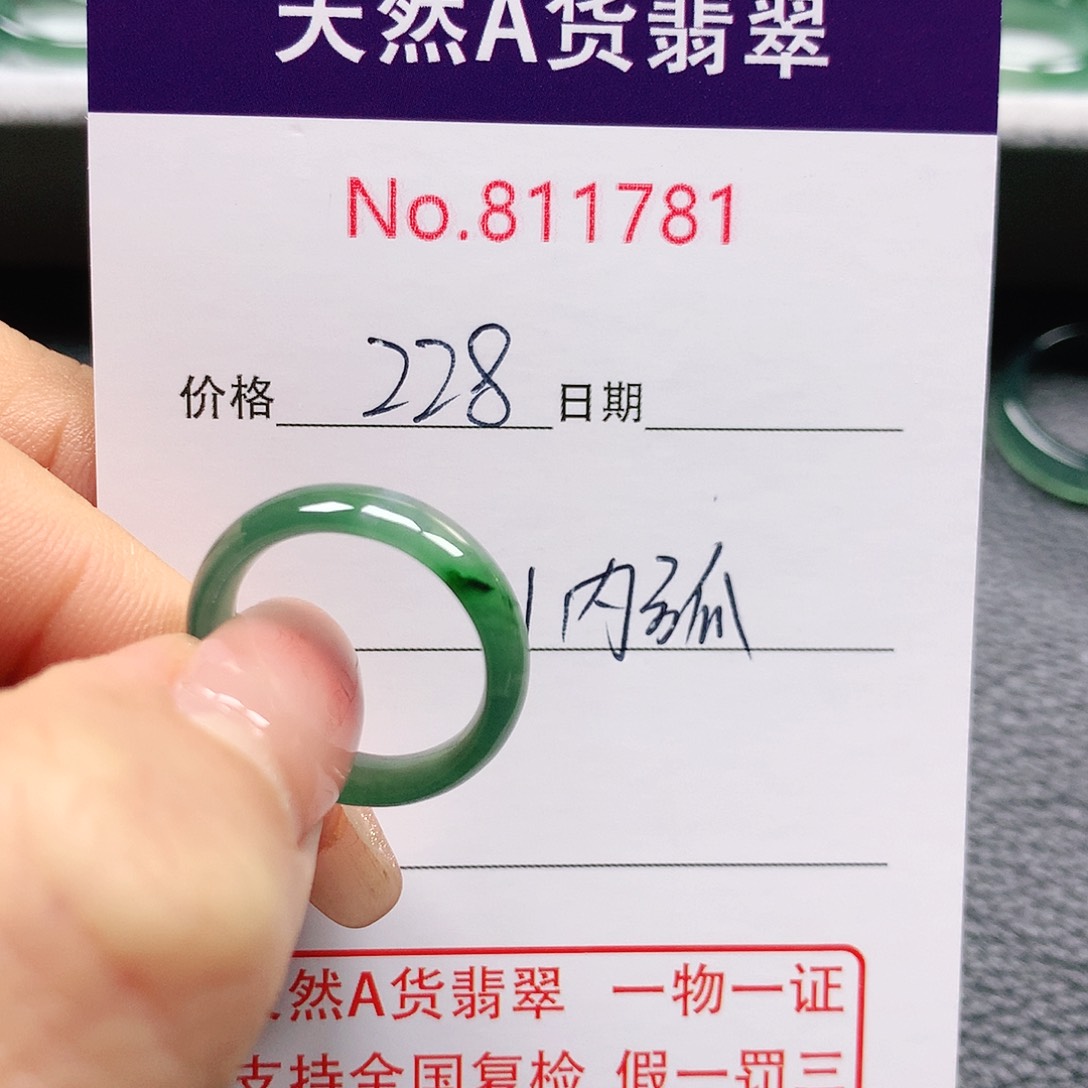 天然A货翡翠
No.811781
价格 228 日期
内弧
然A货翡翠 一物一证
支持全国复检 假一罚三